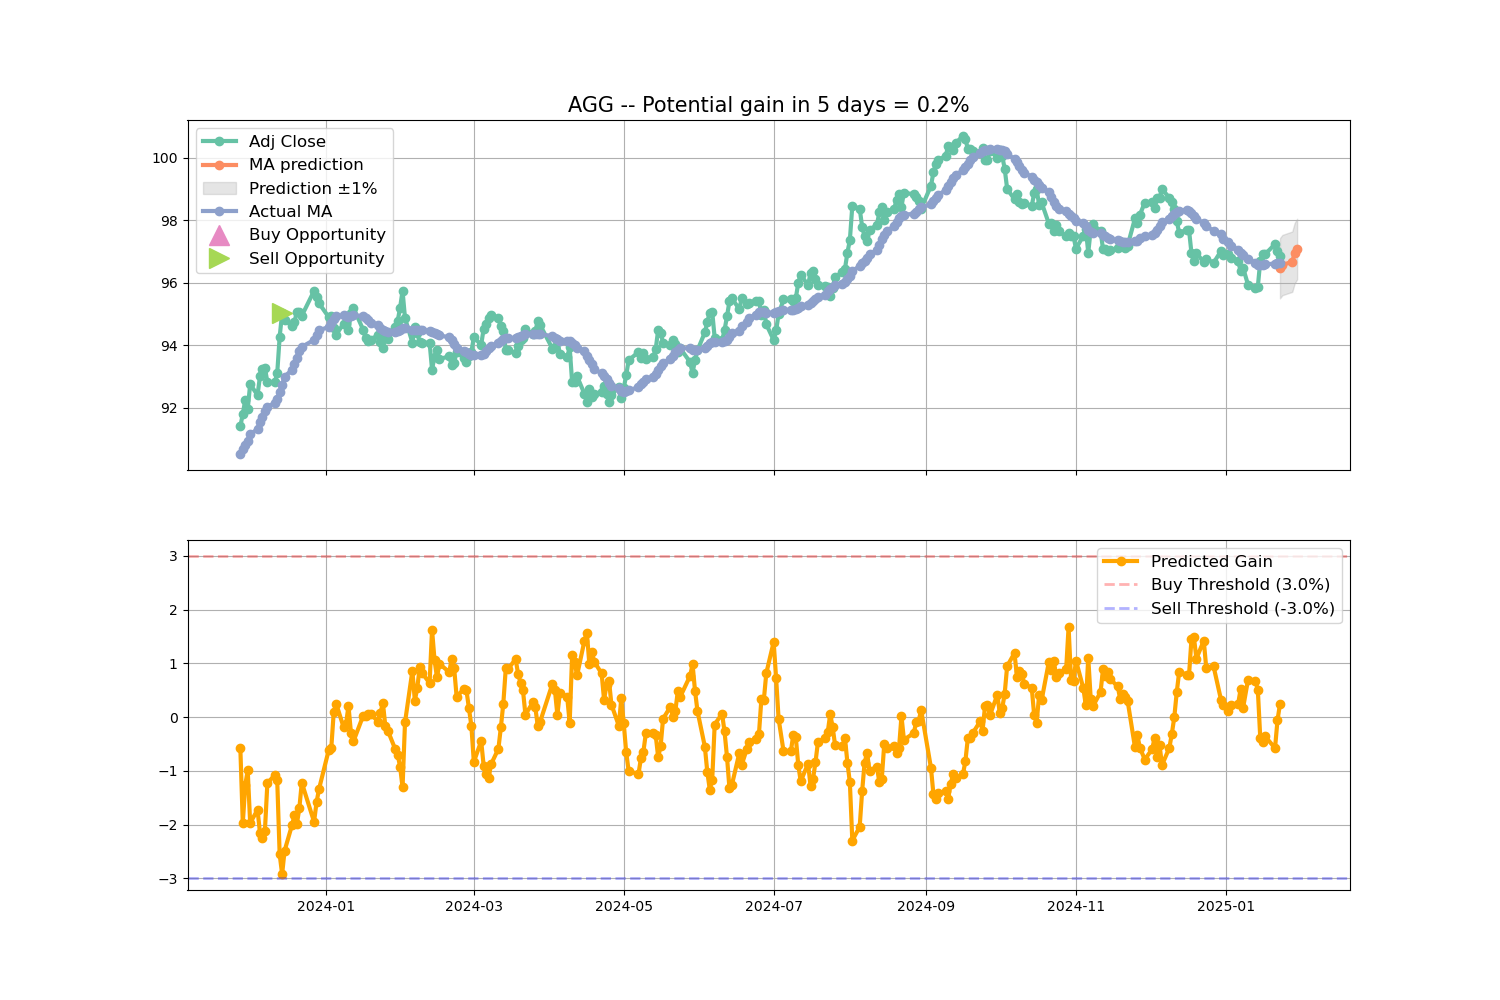 AGG -- Potential gain in 5 days = 0.2%
Adj Close
MA prediction
Prediction ±1%
Actual MA
Buy Opportunity
Sell Opportunity
100
98
96
94
92
Predicted Gain
Buy Threshold (3.0%)
Sell Threshold (-3.0%)
3
2
1
0
−1
−2
−3
2024-01
2024-03
2024-05
2024-07
2024-09
2024-11
2025-01